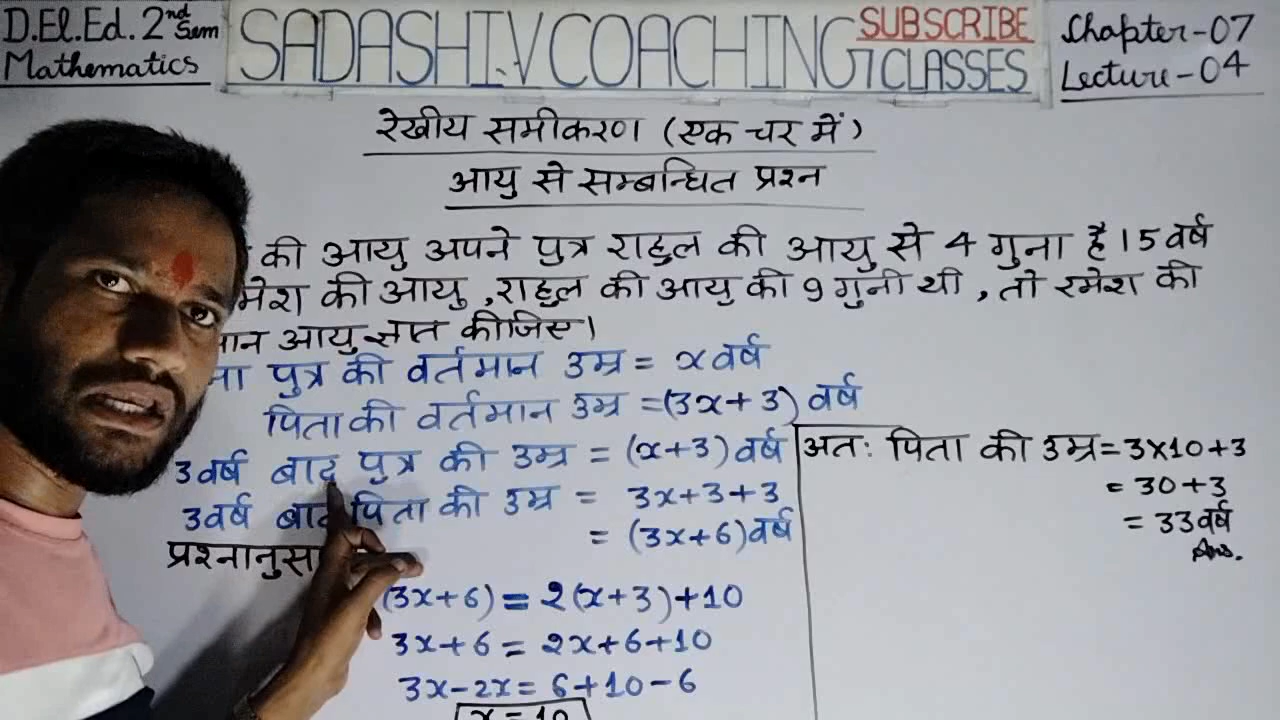 D.El.Ed. 2nd Sem
Mathematics
SADASHIV COACHING CLASSES
SUBSCRIBE
Chapter-07
Lecture-04
रेखीय समीकरण (एक चर में)
आयु से सम्बन्धित प्रश्न
की आयु अपने पुत्र राहुल की आयु से 4 गुना है। 5 वर्ष
मेश की आयु, राहुल की आयु की 9 गुनी थी, तो रमेश की
मान आयु ज्ञात कीजिए।
ना पुत्र की वर्तमान उम्र = x वर्ष
पिता की वर्तमान उम्र = (3x+3) वर्ष
3 वर्ष बाद पुत्र की उम्र = (x+3) वर्ष
3 वर्ष बाद पिता की उम्र = 3x+3+3
= (3x+6) वर्ष
प्रश्नानुसा
(3x+6) = 2(x+3)+10
3x+6 = 2x+6+10
3x-2x = 6+10-6
x = 10
अतः पिता की उम्र = 3×10+3
= 30+3
= 33 वर्ष
Ans.